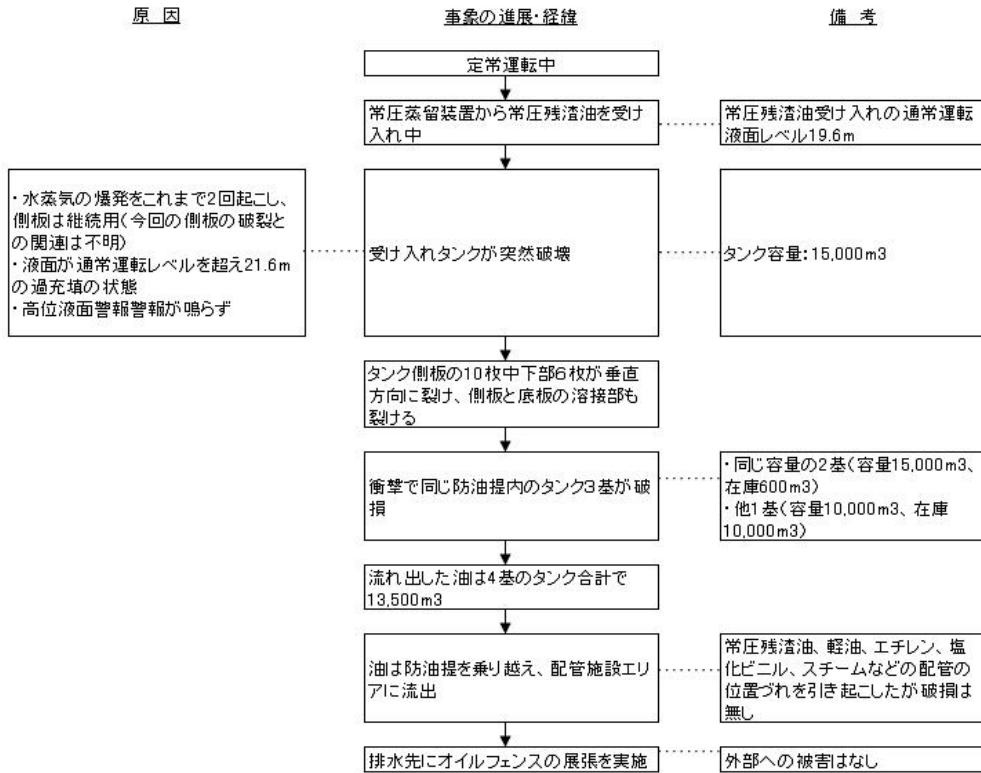 原 因
事象の進展・経緯
備 考
定常運転中
常圧蒸留装置から常圧残渣油を受け
入れ中
常圧残渣油受け入れの通常運転
液面レベル19.6m
・水蒸気の爆発をこれまで2回起こし、
側板は継続用(今回の側板の破裂と
の関連は不明)
・液面が通常運転レベルを超え21.6m
の過充填の状態
・高位液面警報警報が鳴らず
受け入れタンクが突然破壊
タンク容量:15,000m3
タンク側板の10枚中下部6枚が垂直
方向に裂け、側板と底板の溶接部も
裂ける
衝撃で同じ防油提内のタンク3基が破
損
・同じ容量の2基(容量15,000m3、
在庫600m3)
・他1基(容量10,000m3、在庫
10,000m3)
流れ出した油は4基のタンク合計で
13,500m3
油は防油提を乗り越え、配管施設エリ
アに流出
常圧残渣油、軽油、エチレン、塩
化ビニル、スチームなどの配管の
位置づれを引き起こしたが破損は
無し
排水先にオイルフェンスの展張を実施
外部への被害はなし